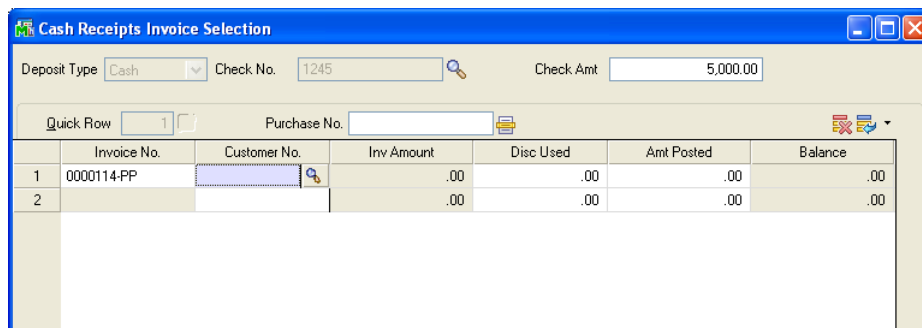 Cash Receipts Invoice Selection
Deposit Type Cash Check No. 1245 Check Amt 5,000.00
Quick Row 1 Purchase No.
Invoice No. Customer No. Inv Amount Disc Used Amt Posted Balance
1 0000114-PP .00 .00 .00 .00
2 .00 .00 .00 .00